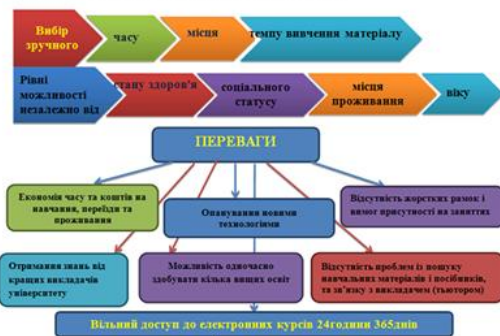 Вибір
зручного
часу
місця
темпу вивчення матеріалу
Рівні
можливості
незалежно від
стану здоров'я
соціального
статусу
місця
проживання
віку
ПЕРЕВАГИ
Економія часу та коштів на
навчання, переїзди та
проживання
Опанування новими
технологіями
Відсутність жорстких рамок і
вимог присутності на заняттях
Отримання знань від
кращих викладачів
університету
Можливість одночасно
здобувати кілька вищих освіт
Відсутність проблем із пошуку
навчальних матеріалів і посібників,
та зв'язку з викладачем (тьютором)
Вільний доступ до електронних курсів 24години 365днів